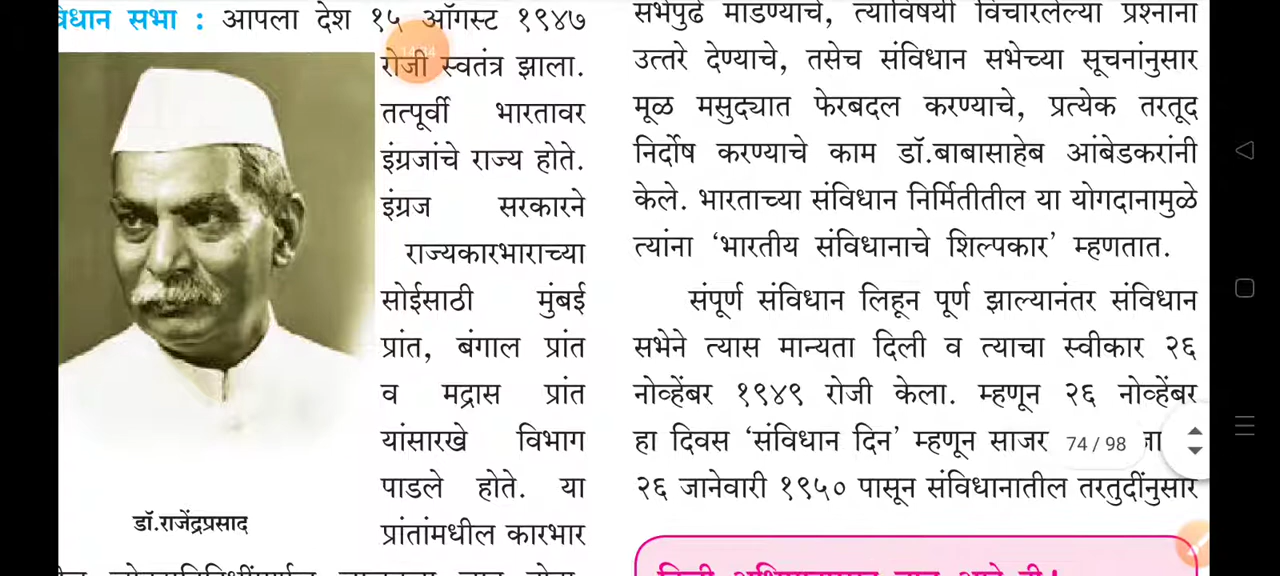 विधान सभा : आपला देश १५ ऑगस्ट १९४७
रोजी स्वतंत्र झाला.
तत्पूर्वी भारतावर
इंग्रजांचे राज्य होते.
इंग्रज सरकारने
राज्यकारभाराच्या
सोईसाठी मुंबई
प्रांत, बंगाल प्रांत
व मद्रास प्रांत
यांसारखे विभाग
पाडले होते. या
प्रांतांमधील कारभार
डॉ.राजेंद्रप्रसाद
सभेपुढे मांडण्याचे, त्याविषयी विचारलेल्या प्रश्नांना
उत्तरे देण्याचे, तसेच संविधान सभेच्या सूचनांनुसार
मूळ मसुद्यात फेरबदल करण्याचे, प्रत्येक तरतूद
निर्दोष करण्याचे काम डॉ.बाबासाहेब आंबेडकरांनी
केले. भारताच्या संविधान निर्मितीतील या योगदानामुळे
त्यांना ‘भारतीय संविधानाचे शिल्पकार’ म्हणतात.
संपूर्ण संविधान लिहून पूर्ण झाल्यानंतर संविधान
सभेने त्यास मान्यता दिली व त्याचा स्वीकार २६
नोव्हेंबर १९४९ रोजी केला. म्हणून २६ नोव्हेंबर
हा दिवस ‘संविधान दिन’ म्हणून साजर
74 / 98
२६ जानेवारी १९५० पासून संविधानातील तरतुदींनुसार